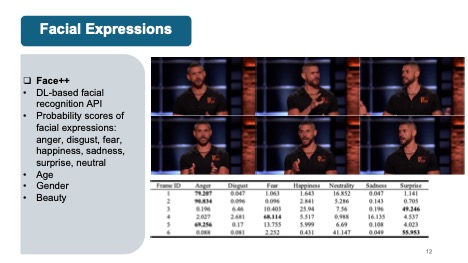 Facial Expressions
❑ Face++
• DL-based facial
recognition API
• Probability scores of
facial expressions:
anger, disgust, fear,
happiness, sadness,
surprise, neutral
• Age
• Gender
• Beauty
Frame ID Anger Disgust Fear Happiness Neutrality Sadness Surprise
1 79.207 0.047 1.063 1.643 16.852 0.047 1.141
2 90.834 0.096 0.096 2.841 5.286 0.143 0.705
3 0.196 6.46 10.403 25.94 7.56 0.196 49.246
4 2.027 2.681 68.114 5.517 0.988 16.135 4.537
5 69.256 0.17 13.755 5.999 6.69 0.108 4.023
6 0.088 0.081 2.252 0.431 41.147 0.049 55.953
12